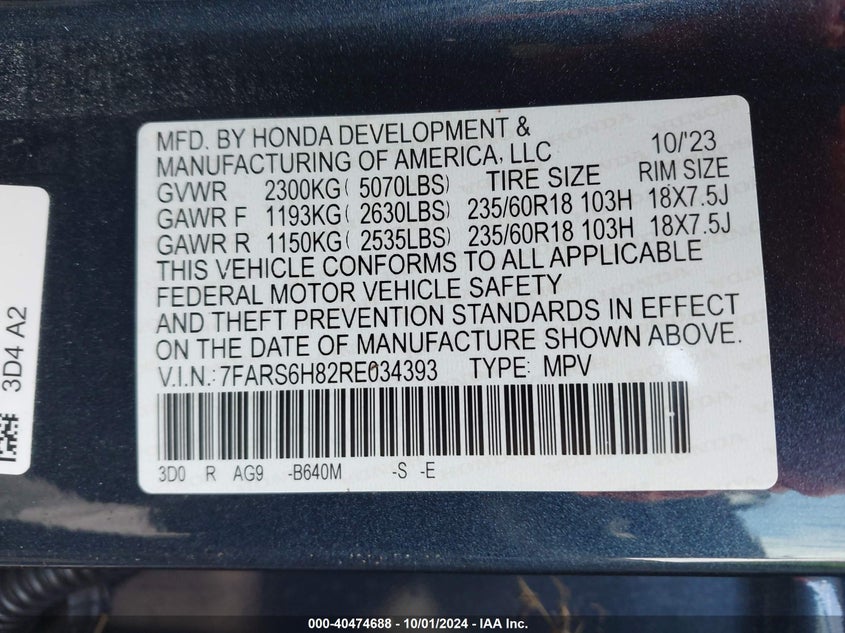 MFD. BY HONDA DEVELOPMENT &
MANUFACTURING OF AMERICA, LLC 10/'23
GVWR 2300KG( 5070LBS) TIRE SIZE RIM SIZE
GAWR F 1193KG( 2630LBS) 235/60R18 103H 18X7.5J
GAWR R 1150KG( 2535LBS) 235/60R18 103H 18X7.5J
THIS VEHICLE CONFORMS TO ALL APPLICABLE
FEDERAL MOTOR VEHICLE SAFETY
AND THEFT PREVENTION STANDARDS IN EFFECT
ON THE DATE OF MANUFACTURE SHOWN ABOVE.
V.I.N.:7FARS6H82RE034393 TYPE: MPV
3D0 R AG9 -B640M -S -E
3D4 A2
000-40474688 - 10/01/2024 - IAA Inc.